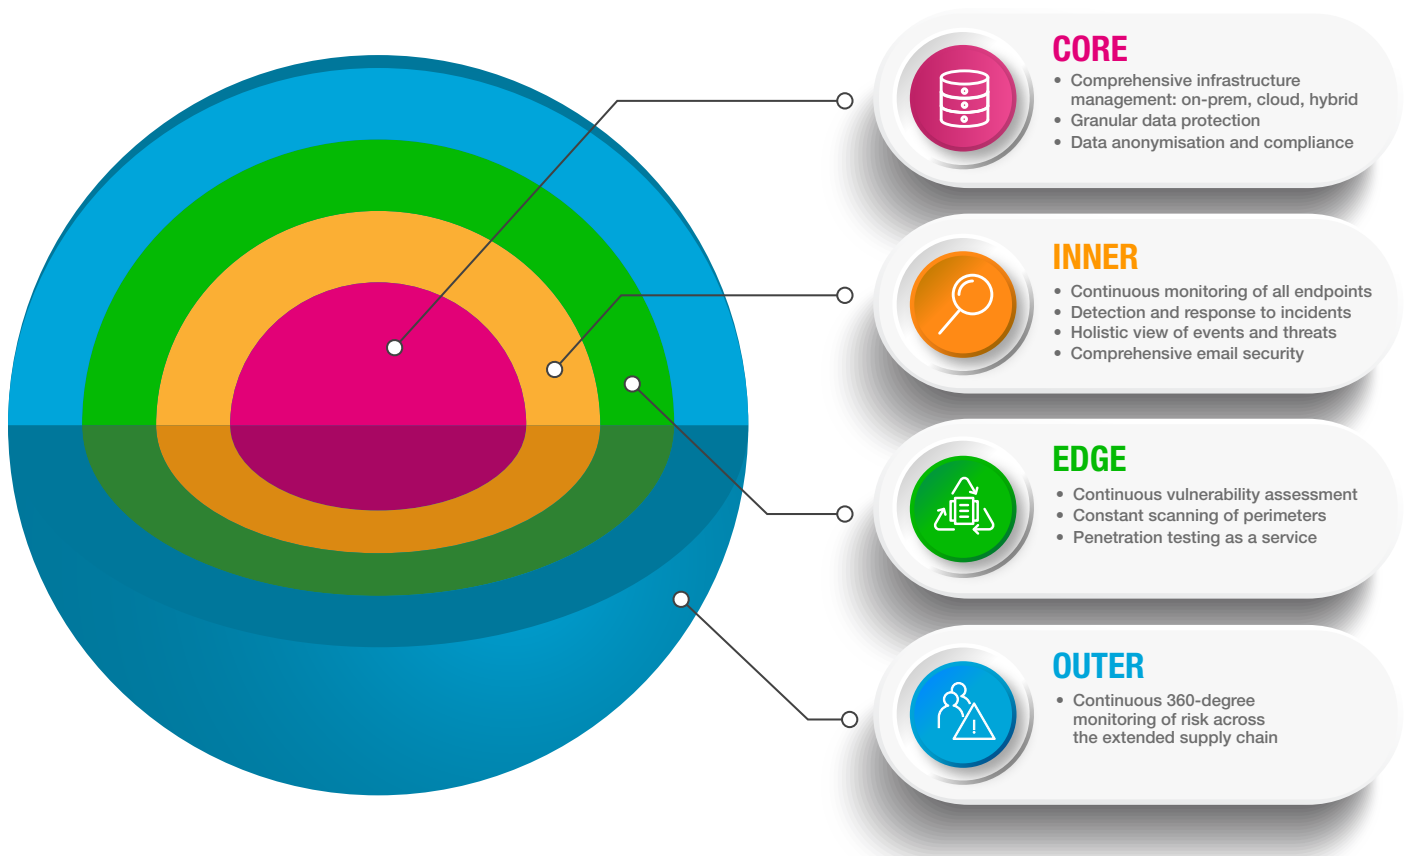 CORE
• Comprehensive infrastructure
management: on-prem, cloud, hybrid
• Granular data protection
• Data anonymisation and compliance
INNER
• Continuous monitoring of all endpoints
• Detection and response to incidents
• Holistic view of events and threats
• Comprehensive email security
EDGE
• Continuous vulnerability assessment
• Constant scanning of perimeters
• Penetration testing as a service
OUTER
• Continuous 360-degree
monitoring of risk across
the extended supply chain
!